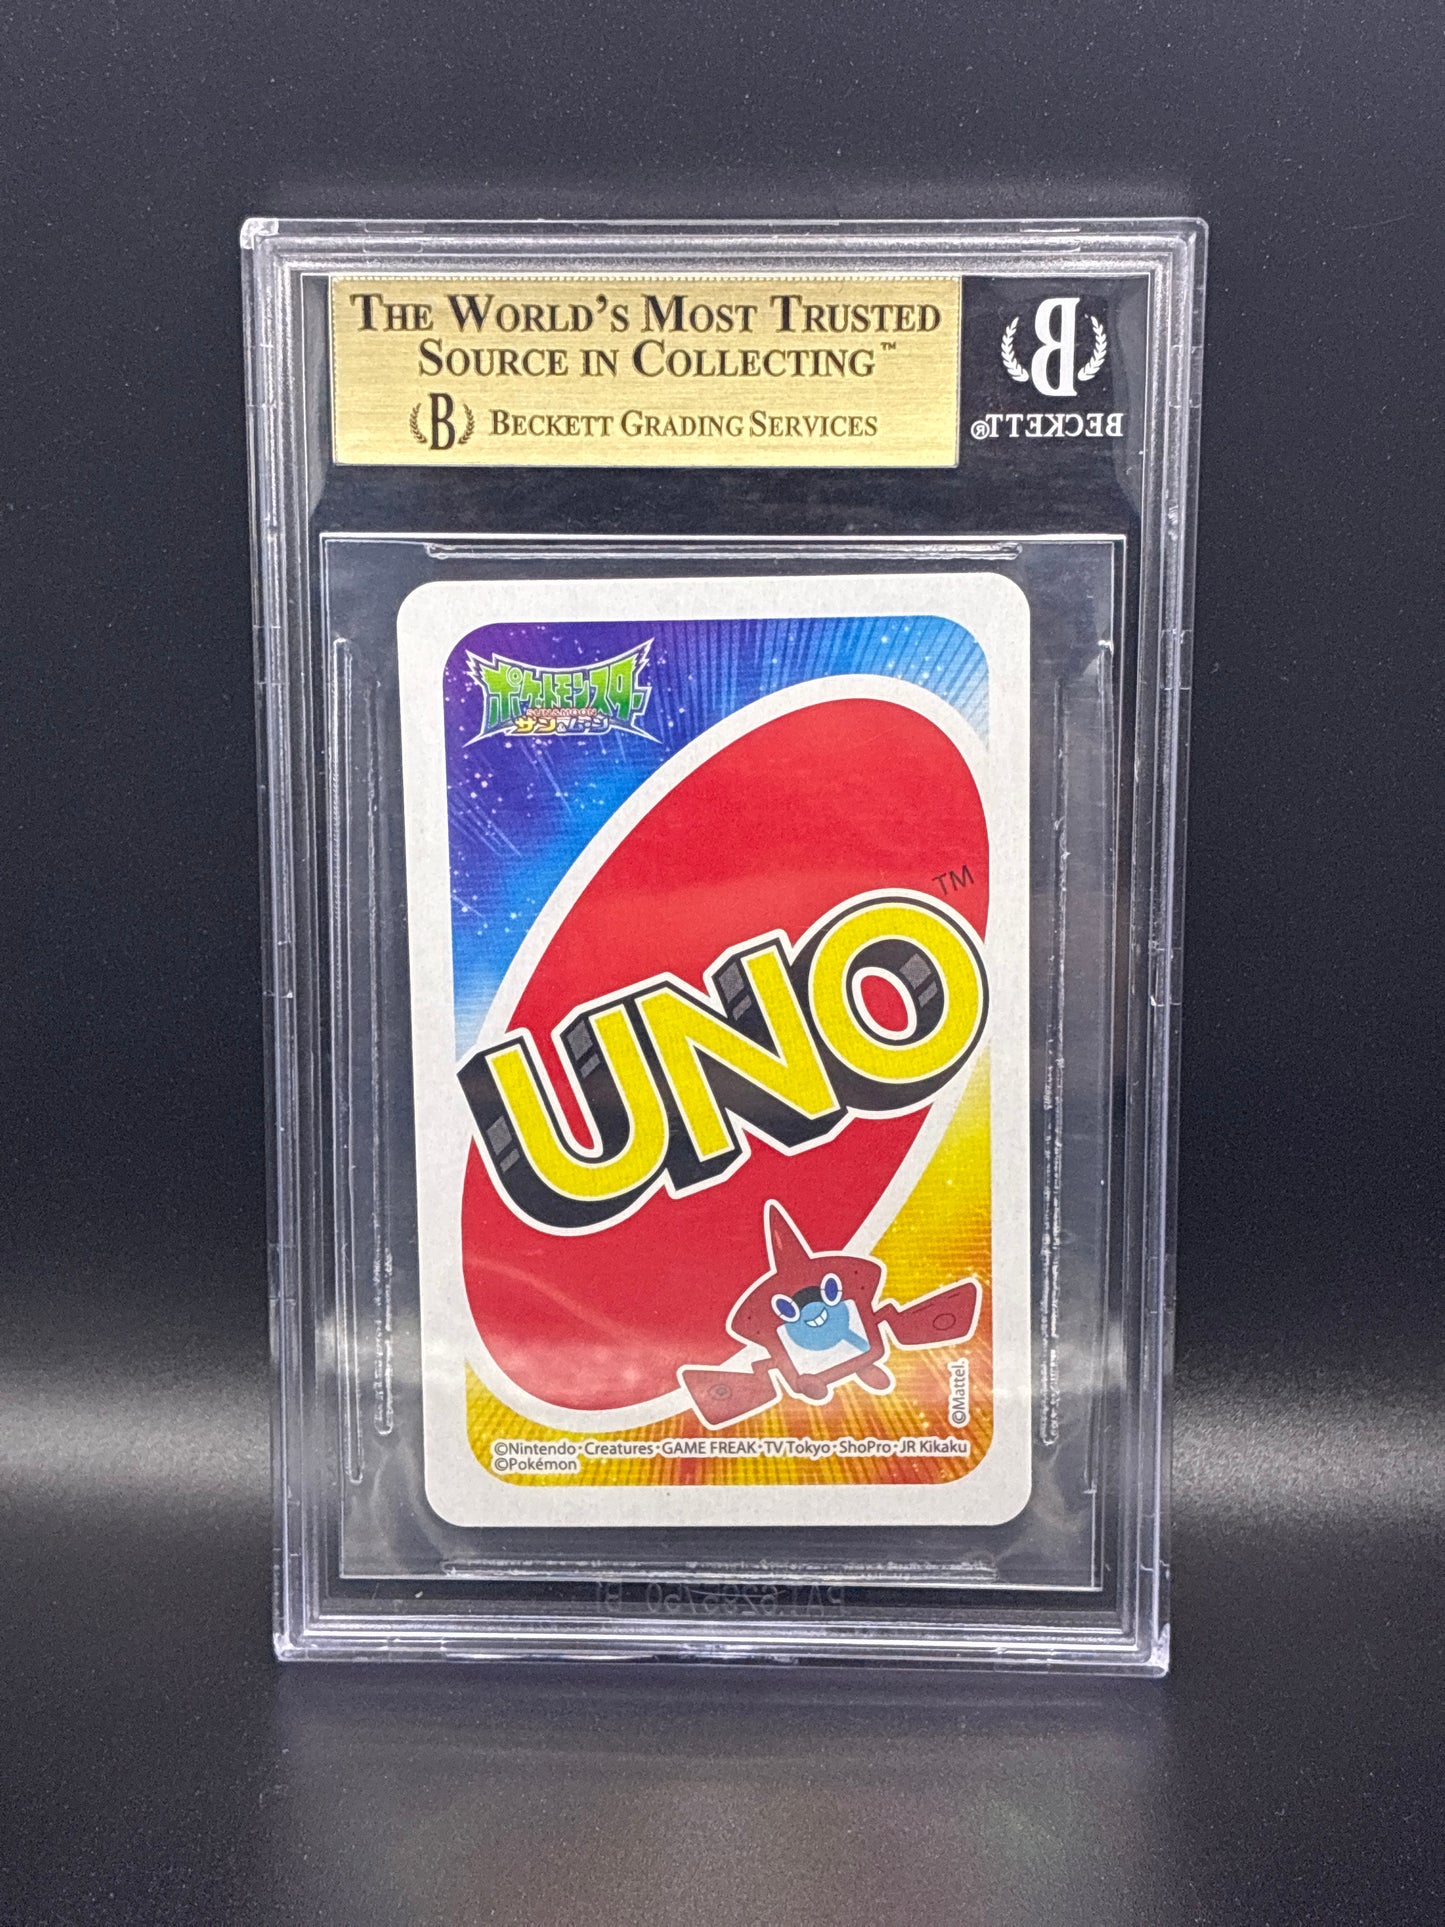 THE WORLD'S MOST TRUSTED
SOURCE IN COLLECTING™
B BECKETT GRADING SERVICES
B
BECKETT®
ポケットモンスター
SUN&MOON
サン&ムーン
TM
UNO
©Mattel.
©Nintendo・Creatures・GAME FREAK・TV Tokyo・ShoPro・JR Kikaku
©Pokémon